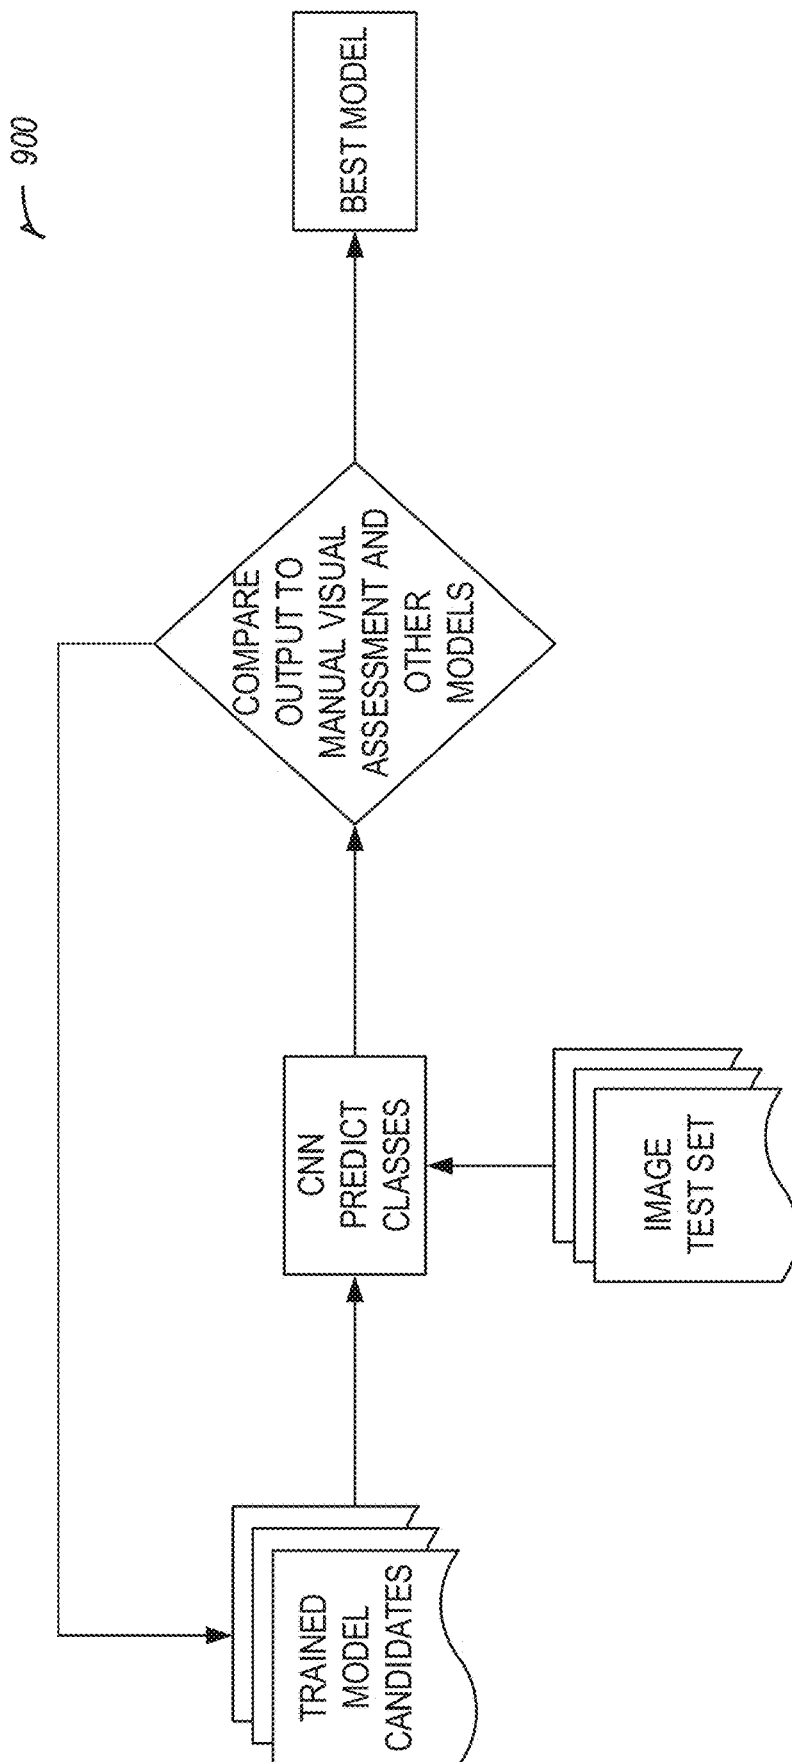 900
TRAINED
MODEL
CANDIDATES
CNN
PREDICT
CLASSES
IMAGE
TEST SET
COMPARE
OUTPUT TO
MANUAL VISUAL
ASSESSMENT AND
OTHER
MODELS
BEST MODEL